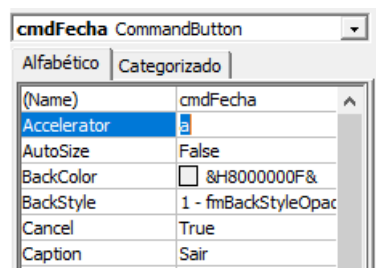 cmdFecha CommandButton
Alfabético Categorizado
(Name) cmdFecha
Accelerator a
AutoSize False
BackColor &H8000000F&
BackStyle 1 - fmBackStyleOpac
Cancel True
Caption Sair